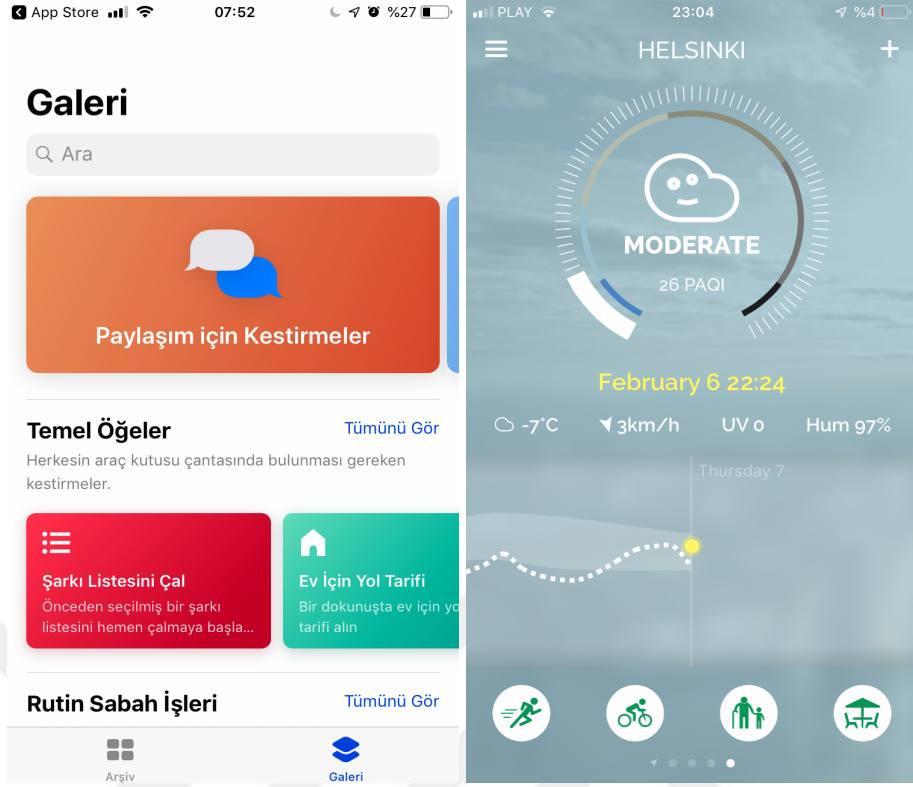 App Store
07:52
%27
Galeri
Ara
Paylaşım için Kestirmeler
Temel Öğeler
Tümünü Gör
Herkesin araç kutusu çantasında bulunması gereken
kestirmeler.
Şarkı Listesini Çal
Önceden seçilmiş bir şarkı
listesini hemen çalmaya başla...
Ev İçin Yol Tarifi
Bir dokunuşta ev için yo
tarifi alın
Rutin Sabah İşleri
Tümünü Gör
Arşiv
Galeri
PLAY
23:04
%4
HELSINKI
MODERATE
26 PAQI
February 6 22:24
-7°C
3km/h
UV 0
Hum 97%
Thursday 7